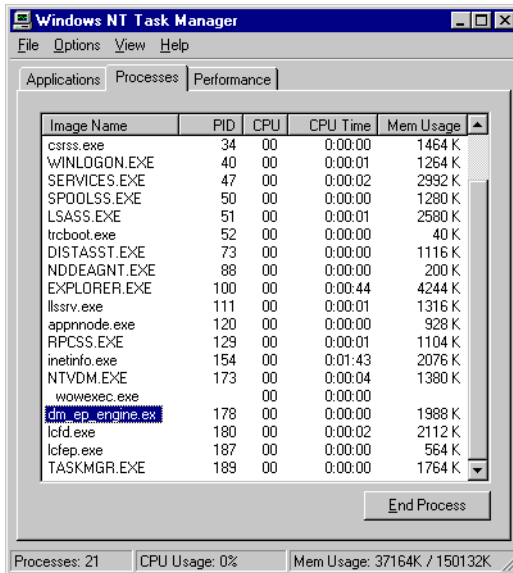 Windows NT Task Manager
File Options View Help
Applications Processes Performance
Image Name PID CPU CPU Time Mem Usage
csrss.exe 34 00 0:00:00 1464 K
WINLOGON.EXE 40 00 0:00:01 1264 K
SERVICES.EXE 47 00 0:00:02 2992 K
SPOOLSS.EXE 50 00 0:00:00 1280 K
LSASS.EXE 51 00 0:00:01 2580 K
trcboot.exe 52 00 0:00:00 40 K
DISTASST.EXE 73 00 0:00:00 1116 K
NDDEAGNT.EXE 88 00 0:00:00 200 K
EXPLORER.EXE 100 00 0:00:44 4244 K
llssrv.exe 111 00 0:00:01 1316 K
appnnode.exe 120 00 0:00:00 928 K
RPCSS.EXE 129 00 0:00:01 1104 K
inetinfo.exe 154 00 0:01:43 2076 K
NTVDM.EXE 173 00 0:00:04 1380 K
wowexec.exe 00 0:00:00
dm_ep_engine.ex 178 00 0:00:00 1988 K
lcfd.exe 180 00 0:00:02 2112 K
lcfep.exe 187 00 0:00:00 564 K
TASKMGR.EXE 189 00 0:00:00 1764 K
End Process
Processes: 21 CPU Usage: 0% Mem Usage: 37164K / 150132K